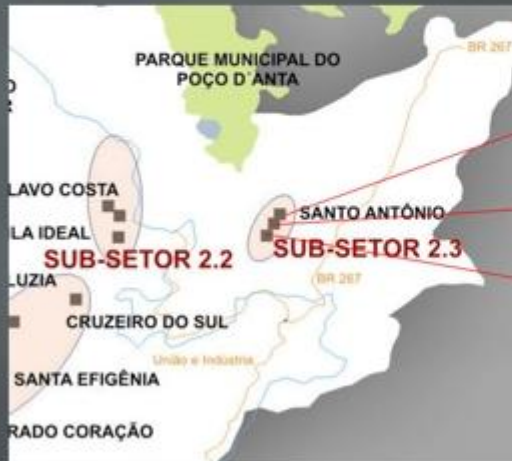 BR 267
PARQUE MUNICIPAL DO
POÇO D´ANTA
LAVO COSTA
SANTO ANTÔNIO
ILA IDEAL
SUB-SETOR 2.2
SUB-SETOR 2.3
LUZIA
BR 267
CRUZEIRO DO SUL
União e Indústria
SANTA EFIGÊNIA
RADO CORAÇÃO